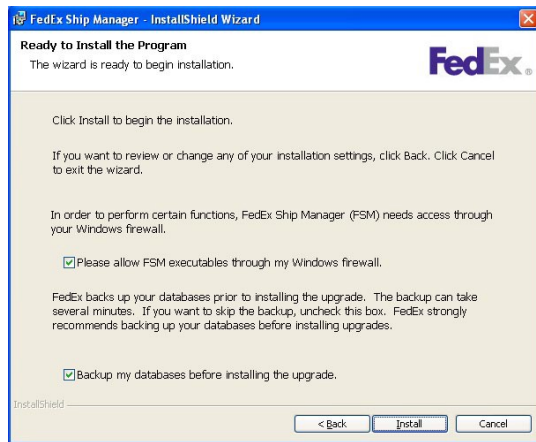 FedEx Ship Manager - InstallShield Wizard
Ready to Install the Program
The wizard is ready to begin installation.
FedEx®
Click Install to begin the installation.
If you want to review or change any of your installation settings, click Back. Click Cancel
to exit the wizard.
In order to perform certain functions, FedEx Ship Manager (FSM) needs access through
your Windows firewall.
Please allow FSM executables through my Windows firewall.
FedEx backs up your databases prior to installing the upgrade. The backup can take
several minutes. If you want to skip the backup, uncheck this box. FedEx strongly
recommends backing up your databases before installing upgrades.
Backup my databases before installing the upgrade.
InstallShield
< Back Install Cancel